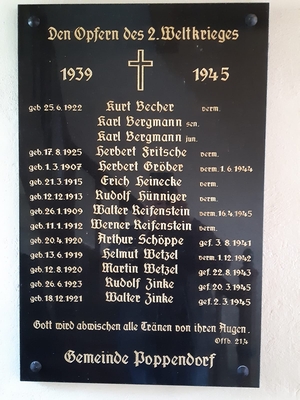 Den Opfern des 2. Weltkrieges
1939 1945
geb 25.6.1922 Kurt Becher verm.
Karl Bergmann sen.
Karl Bergmann jun.
geb. 17.8.1925 Herbert Fritsche verm.
geb. 1.3.1907 Herbert Gröber verm. 1.6.1944
geb. 21.3.1915 Erich Heinecke verm.
geb. 12.12.1913 Rudolf Hünniger verm.
geb. 26.1.1909 Walter Reifenstein verm. 16.4.1945
geb. 11.1.1912 Werner Reifenstein verm.
geb. 20.4.1920 Arthur Schöppe gef. 3.8.1941
geb. 13.6.1919 Helmut Wetzel verm. 1.12.1942
geb. 12.8.1920 Martin Wetzel gef. 22.8.1943
geb. 26.6.1923 Rudolf Zinke gef. 20.3.1945
geb. 18.12.1921 Walter Zinke gef. 2.3.1945
Gott wird abwischen alle Tränen von ihren Augen.
Offb. 21,4
Gemeinde Poppendorf